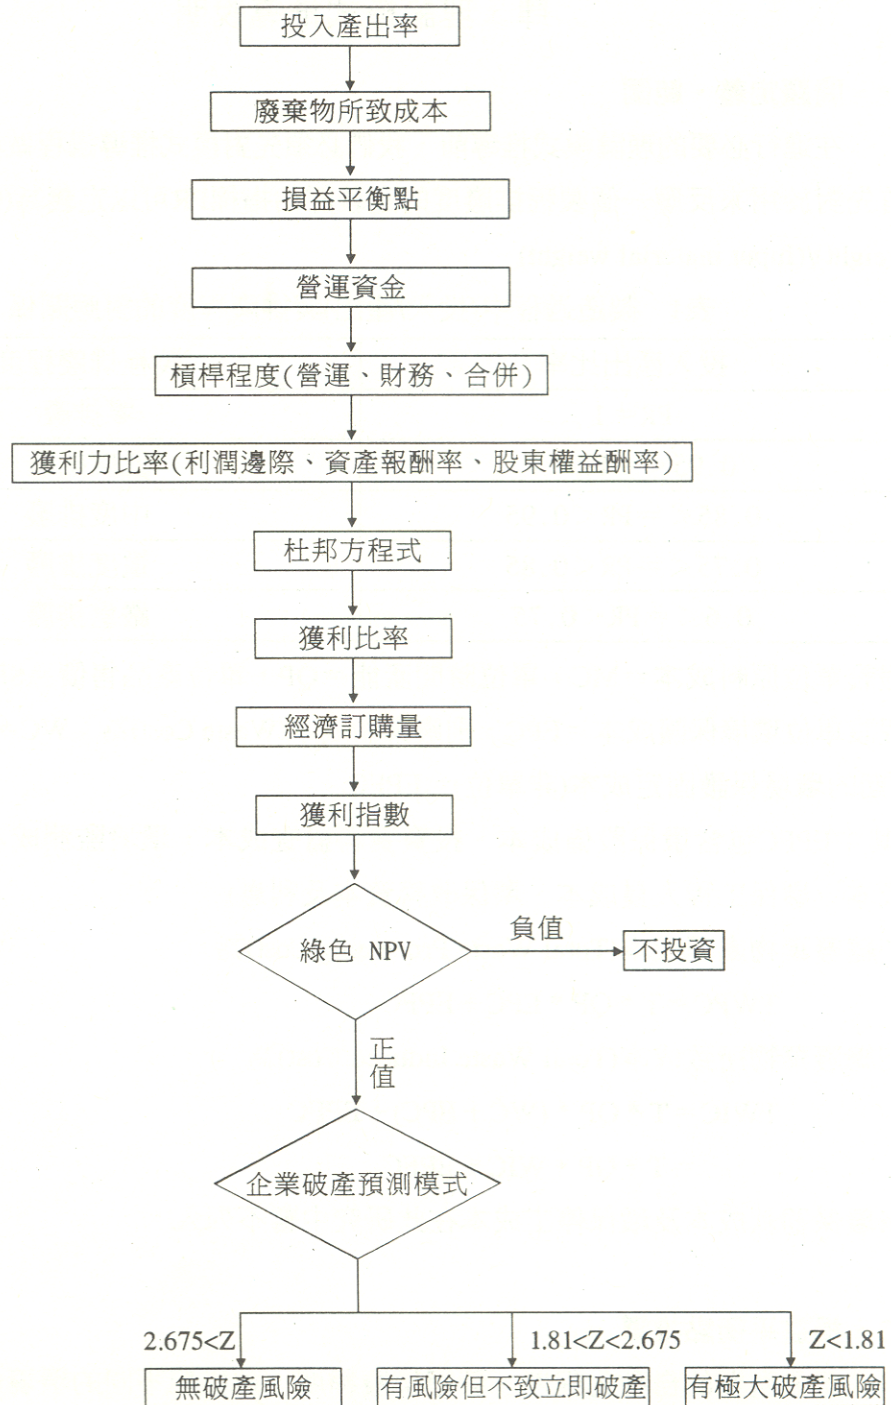 投入產出率
廢棄物所致成本
損益平衡點
營運資金
槓桿程度(營運、財務、合併)
獲利力比率(利潤邊際、資產報酬率、股東權益酬率)
杜邦方程式
獲利比率
經濟訂購量
獲利指數
綠色 NPV
負值
不投資
正
值
企業破產預測模式
2.675<Z
1.81<Z<2.675
Z<1.81
無破產風險
有風險但不致立即破產
有極大破產風險